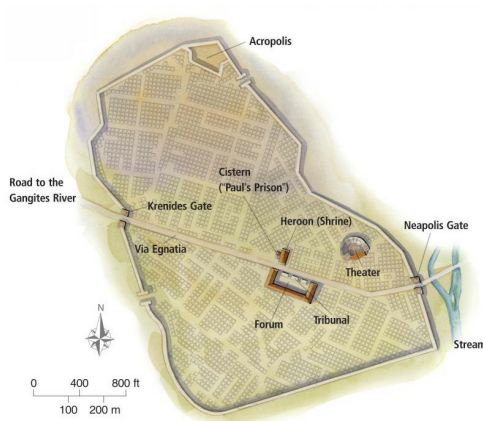 Acropolis
Cistern
("Paul's Prison")
Road to the
Gangites River
Krenides Gate
Heroon (Shrine)
Neapolis Gate
Via Egnatia
Theater
N
Forum
Tribunal
Stream
0 400 800 ft
100 200 m